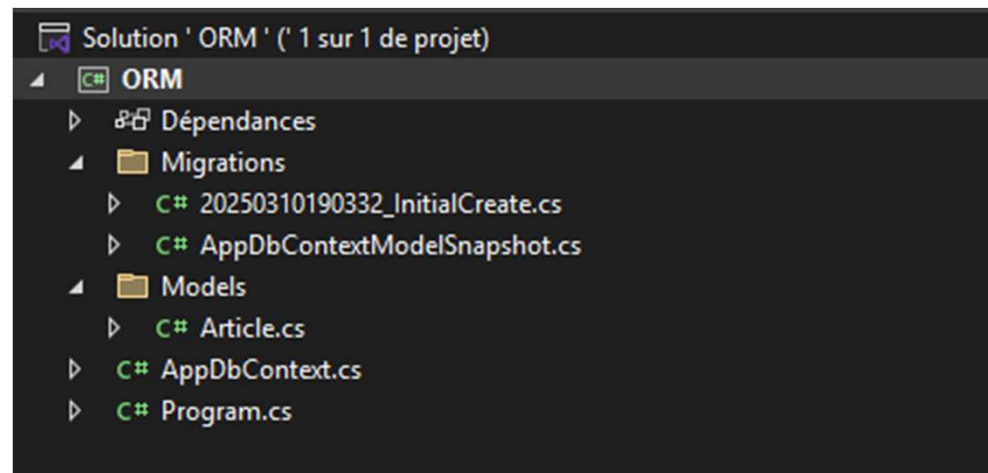 Solution ' ORM ' (' 1 sur 1 de projet)
C# ORM
Dépendances
Migrations
C# 20250310190332_InitialCreate.cs
C# AppDbContextModelSnapshot.cs
Models
C# Article.cs
C# AppDbContext.cs
C# Program.cs